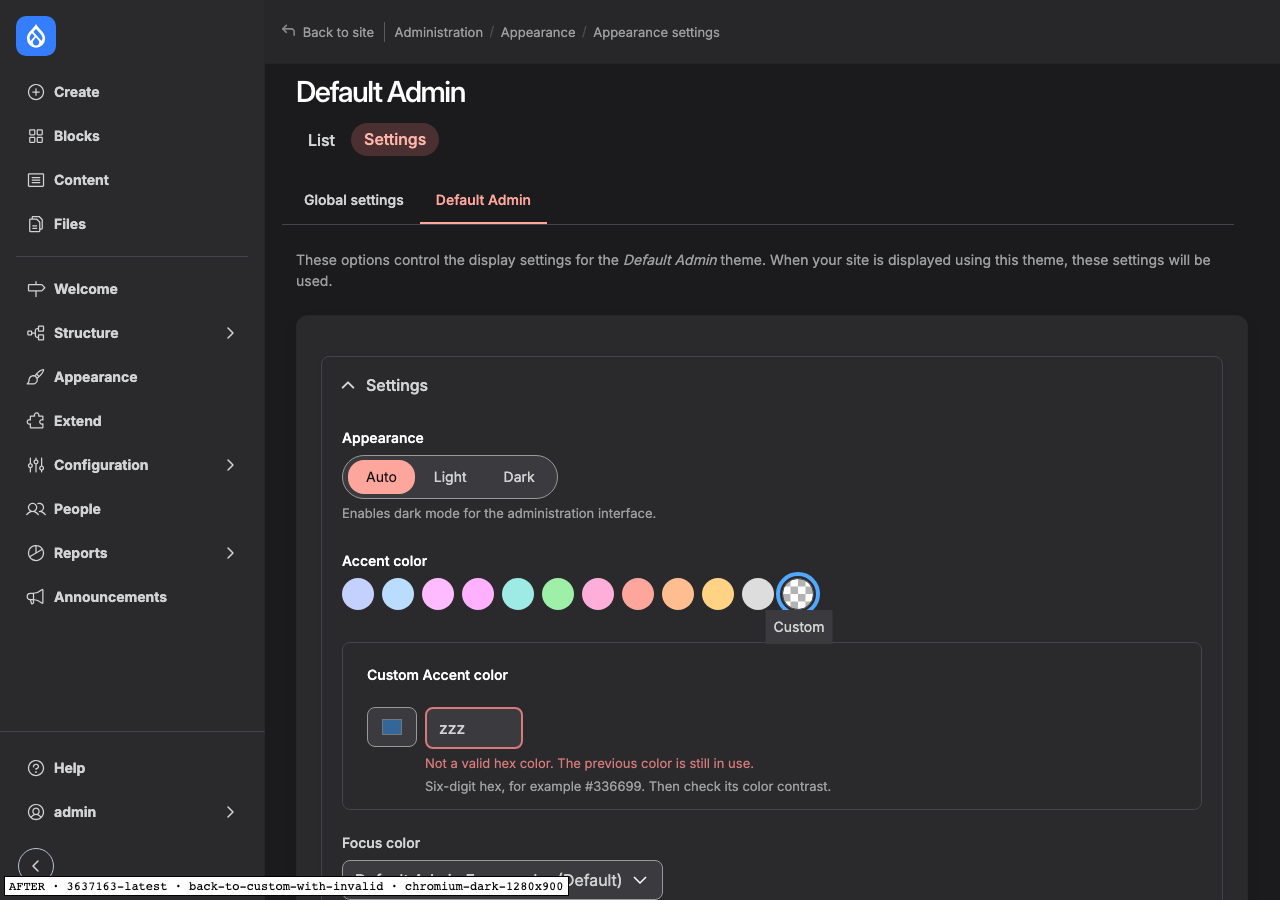 Back to site
Administration / Appearance / Appearance settings
Create
Blocks
Content
Files
Welcome
Structure
Appearance
Extend
Configuration
People
Reports
Announcements
Help
admin
Default Admin
List
Settings
Global settings
Default Admin
These options control the display settings for the Default Admin theme. When your site is displayed using this theme, these settings will be
used.
Settings
Appearance
Auto
Light
Dark
Enables dark mode for the administration interface.
Accent color
Custom
Custom Accent color
zzz
Not a valid hex color. The previous color is still in use.
Six-digit hex, for example #336699. Then check its color contrast.
Focus color
Default)
AFTER · 3637163-latest · back-to-custom-with-invalid · chromium-dark-1280x900